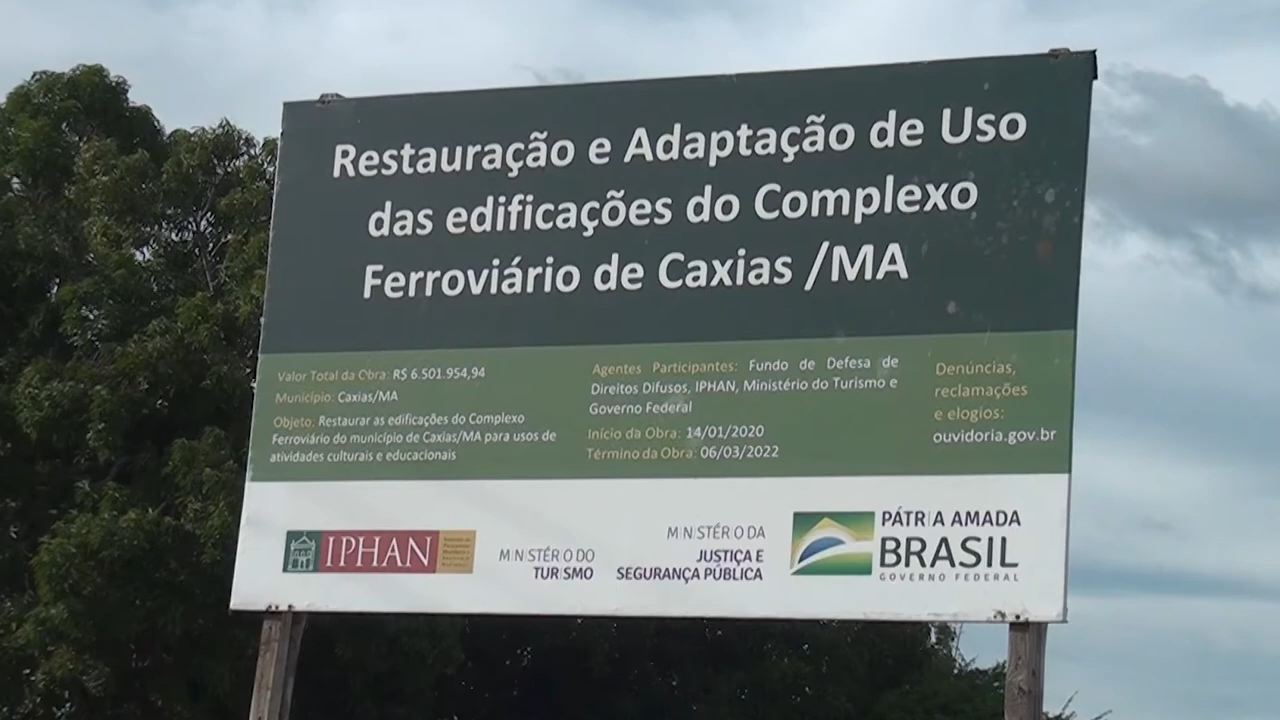 Restauração e Adaptação de Uso
das edificações do Complexo
Ferroviário de Caxias /MA
Valor Total da Obra: R$ 6.501.954,94
Município: Caxias/MA
Objeto: Restaurar as edificações do Complexo
Ferroviário do município de Caxias/MA para usos de
atividades culturais e educacionais
Agentes Participantes: Fundo de Defesa de
Direitos Difusos, IPHAN, Ministério do Turismo e
Governo Federal
Início da Obra: 14/01/2020
Término da Obra: 06/03/2022
Denúncias,
reclamações
e elogios:
ouvidoria.gov.br
IPHAN
MINISTÉRIO DO
TURISMO
MINISTÉRIO DA
JUSTIÇA E
SEGURANÇA PÚBLICA
PÁTRIA AMADA
BRASIL
GOVERNO FEDERAL